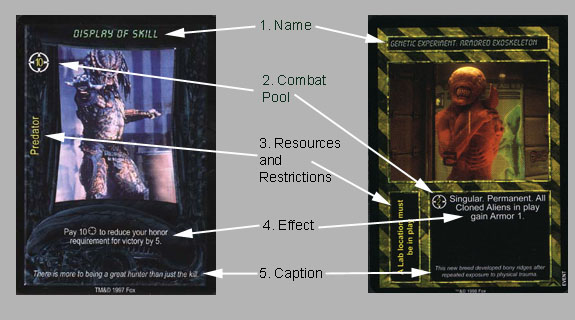 DISPLAY OF SKILL
10
Predator
Pay 10 to reduce your honor
requirement for victory by 5.
There is more to being a great hunter than just the kill.
TM&© 1997 Fox
1. Name
2. Combat
Pool
3. Resources
and
Restrictions
4. Effect
5. Caption
GENETIC EXPERIMENT: ARMORED EXOSKELETON
A Lab location must
be in play
Singular. Permanent. All
Cloned Aliens in play
gain Armor 1.
This new breed developed bony ridges after
repeated exposure to physical trauma.
™&© 1998 Fox
EVENT